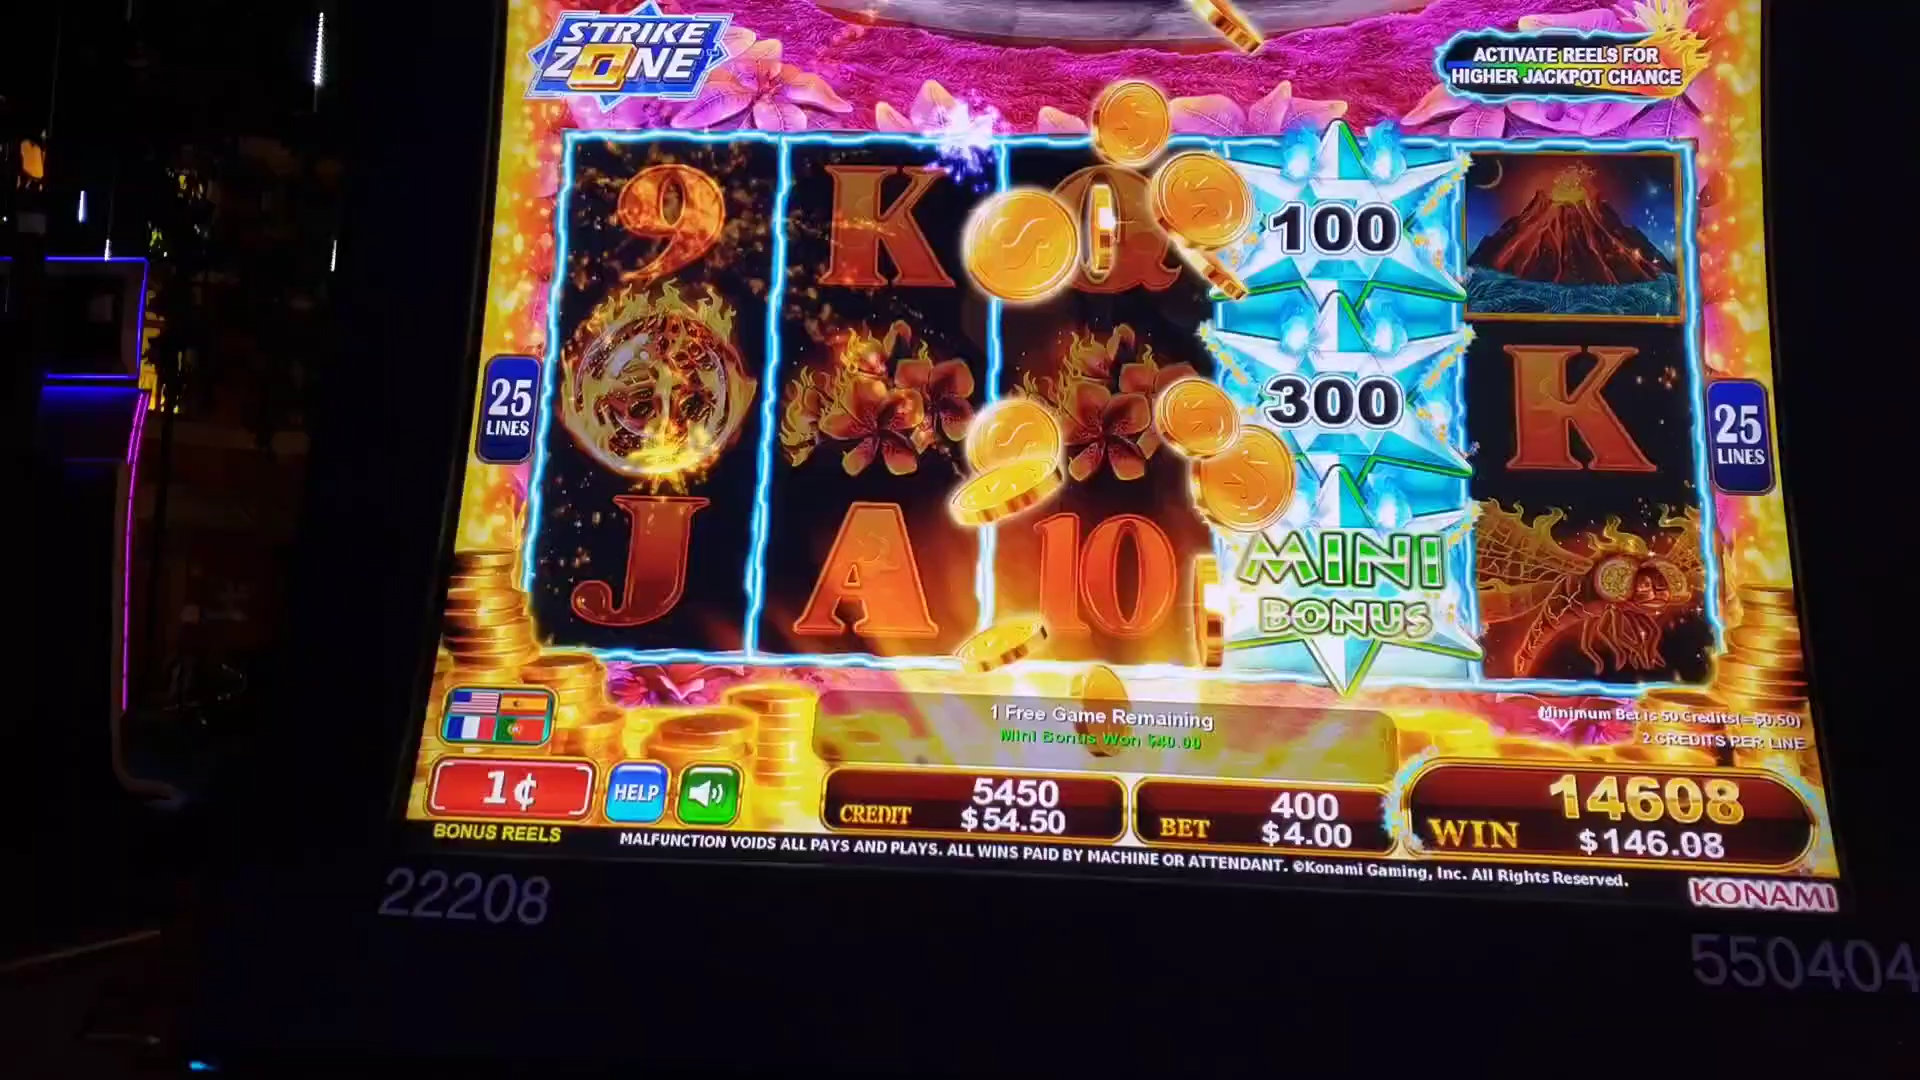 STRIKE
ZONE
ACTIVATE REELS FOR
HIGHER JACKPOT CHANCE
9 K Q 100
25
LINES
300 K
25
LINES
J A 10 MINI
BONUS
1 Free Game Remaining
Mini Bonus Won $40.00
Minimum Bet is 50 Credits(=$0.50)
2 CREDITS PER LINE
1¢
BONUS REELS
HELP
CREDIT 5450
$54.50
BET 400
$4.00
WIN 14608
$146.08
MALFUNCTION VOIDS ALL PAYS AND PLAYS. ALL WINS PAID BY MACHINE OR ATTENDANT. ©Konami Gaming, Inc. All Rights Reserved.
KONAMI
22208
550404